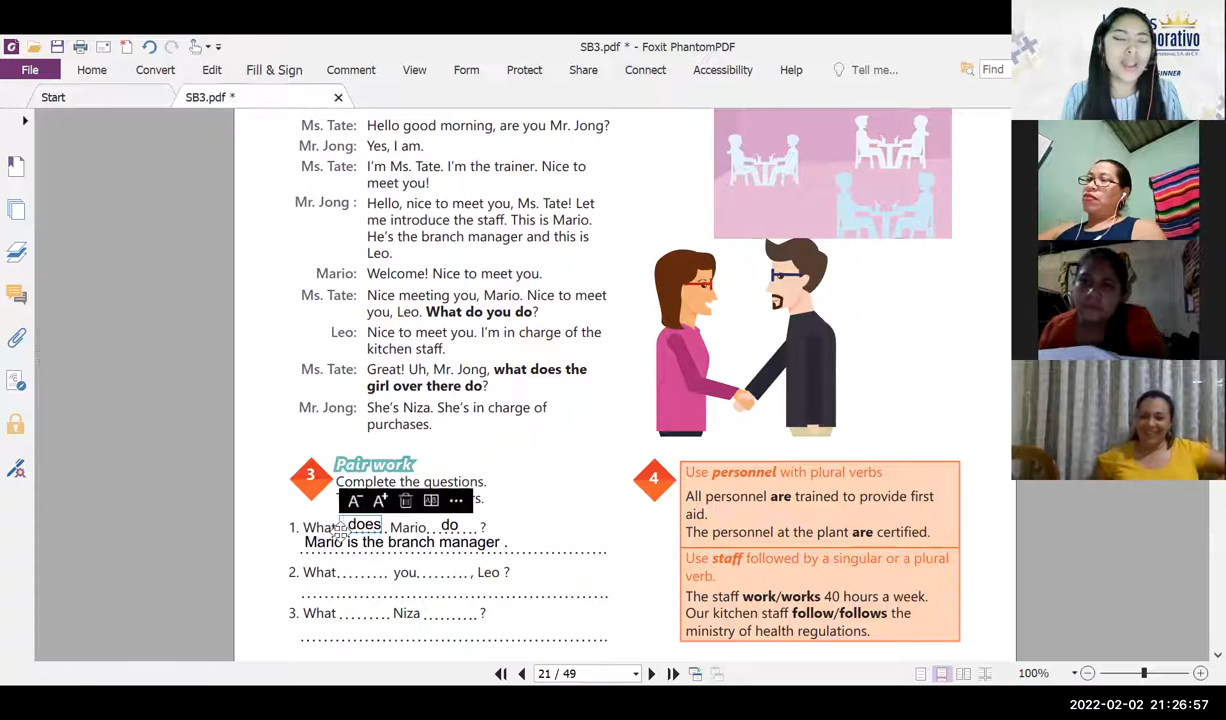 SB3.pdf * - Foxit PhantomPDF
File Home Convert Edit Fill & Sign Comment View Form Protect Share Connect Accessibility Help Tell me... Find
Start SB3.pdf *
orativo
INNER
Ms. Tate: Hello good morning, are you Mr. Jong?
Mr. Jong: Yes, I am.
Ms. Tate: I'm Ms. Tate. I'm the trainer. Nice to
meet you!
Mr. Jong : Hello, nice to meet you, Ms. Tate! Let
me introduce the staff. This is Mario.
He's the branch manager and this is
Leo.
Mario: Welcome! Nice to meet you.
Ms. Tate: Nice meeting you, Mario. Nice to meet
you, Leo. What do you do?
Leo: Nice to meet you. I'm in charge of the
kitchen staff.
Ms. Tate: Great! Uh, Mr. Jong, what does the
girl over there do?
Mr. Jong: She's Niza. She's in charge of
purchases.
3 Pair work
Complete the questions.
1. What does Mario do ?
Mario is the branch manager .
2. What......... you........., Leo ?
3. What ......... Niza ......... ?
4 Use personnel with plural verbs
All personnel are trained to provide first
aid.
The personnel at the plant are certified.
Use staff followed by a singular or a plural
verb.
The staff work/works 40 hours a week.
Our kitchen staff follow/follows the
ministry of health regulations.
21 / 49
100%
2022-02-02 21:26:57